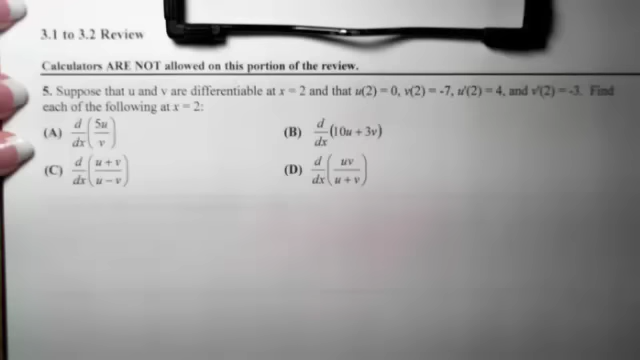 3.1 to 3.2 Review
Calculators ARE NOT allowed on this portion of the review.
5. Suppose that u and v are differentiable at x = 2 and that u(2) = 0, v(2) = -7, u'(2) = 4, and v'(2) = -3. Find
each of the following at x = 2:
(A) d/dx (5u/v) (B) d/dx (10u + 3v)
(C) d/dx ((u + v)/(u − v)) (D) d/dx (uv/(u + v))